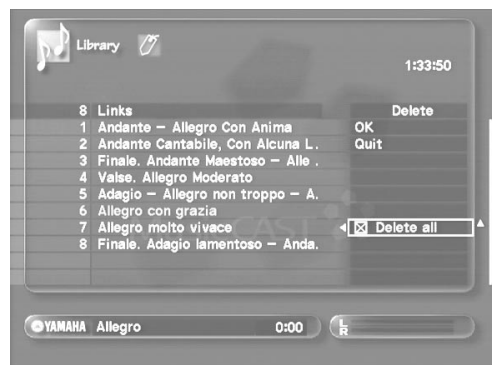 Library
1:33:50
8 Links
1 Andante – Allegro Con Anima
2 Andante Cantabile, Con Alcuna L.
3 Finale. Andante Maestoso – Alle .
4 Valse. Allegro Moderato
5 Adagio – Allegro non troppo – A.
6 Allegro con grazia
7 Allegro molto vivace
8 Finale. Adagio lamentoso – Anda.
Delete
OK
Quit
Delete all
CAST
YAMAHA Allegro 0:00
L
R